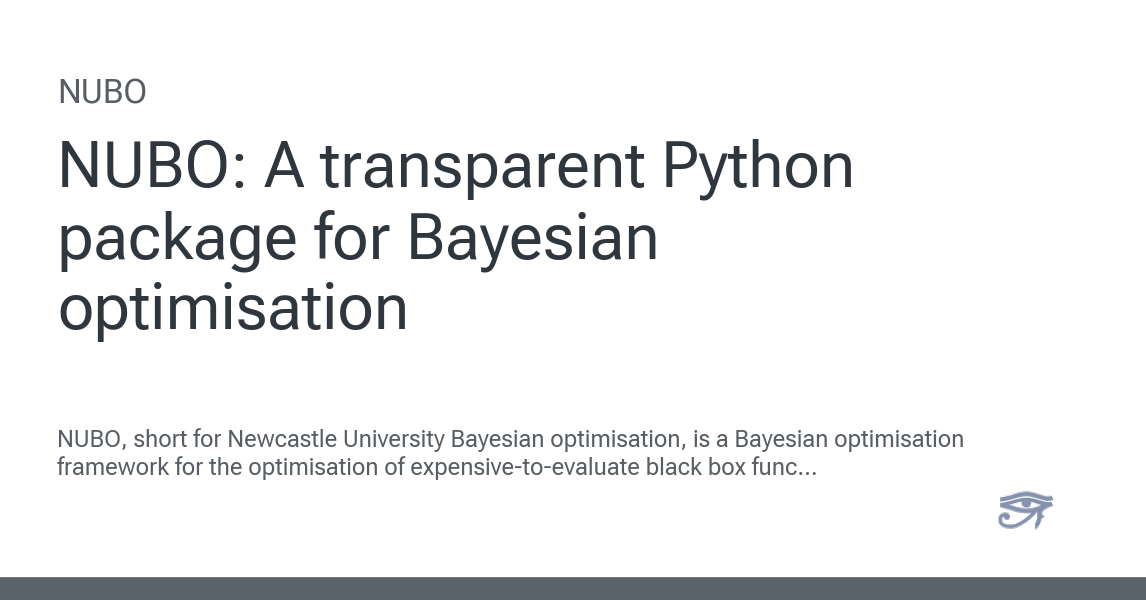 NUBO
NUBO: A transparent Python
package for Bayesian
optimisation
NUBO, short for Newcastle University Bayesian optimisation, is a Bayesian optimisation
framework for the optimisation of expensive-to-evaluate black box func...